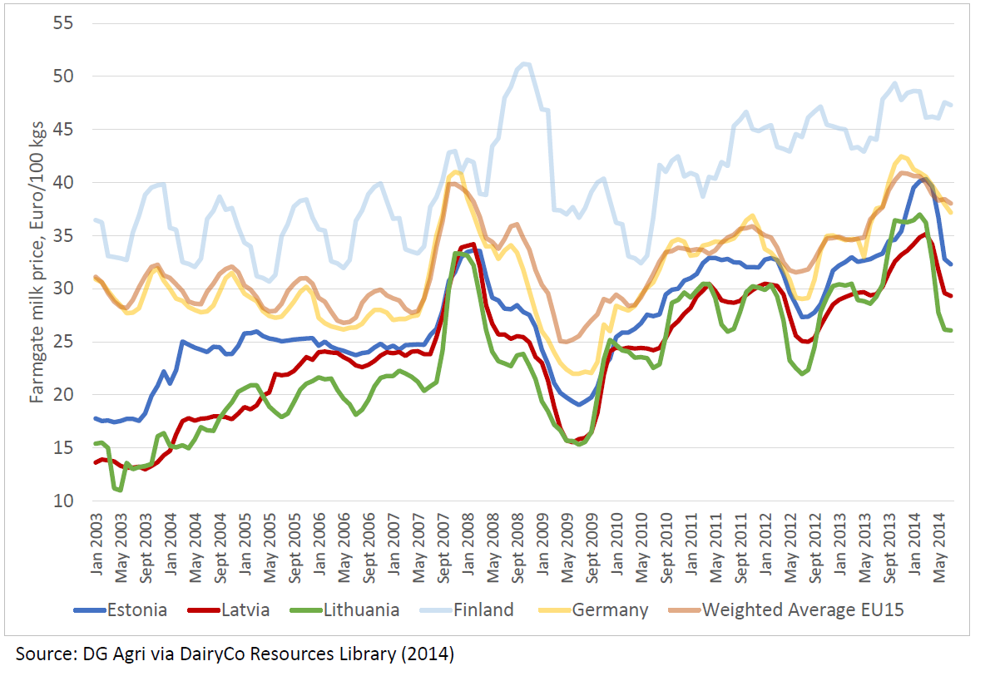 Farmgate milk price, Euro/100 kgs
55
50
45
40
35
30
25
20
15
10
Jan 2003
May 2003
Sept 2003
Jan 2004
May 2004
Sept 2004
Jan 2005
May 2005
Sept 2005
Jan 2006
May 2006
Sept 2006
Jan 2007
May 2007
Sept 2007
Jan 2008
May 2008
Sept 2008
Jan 2009
May 2009
Sept 2009
Jan 2010
May 2010
Sept 2010
Jan 2011
May 2011
Sept 2011
Jan 2012
May 2012
Sept 2012
Jan 2013
May 2013
Sept 2013
Jan 2014
May 2014
Estonia Latvia Lithuania Finland Germany Weighted Average EU15
Source: DG Agri via DairyCo Resources Library (2014)